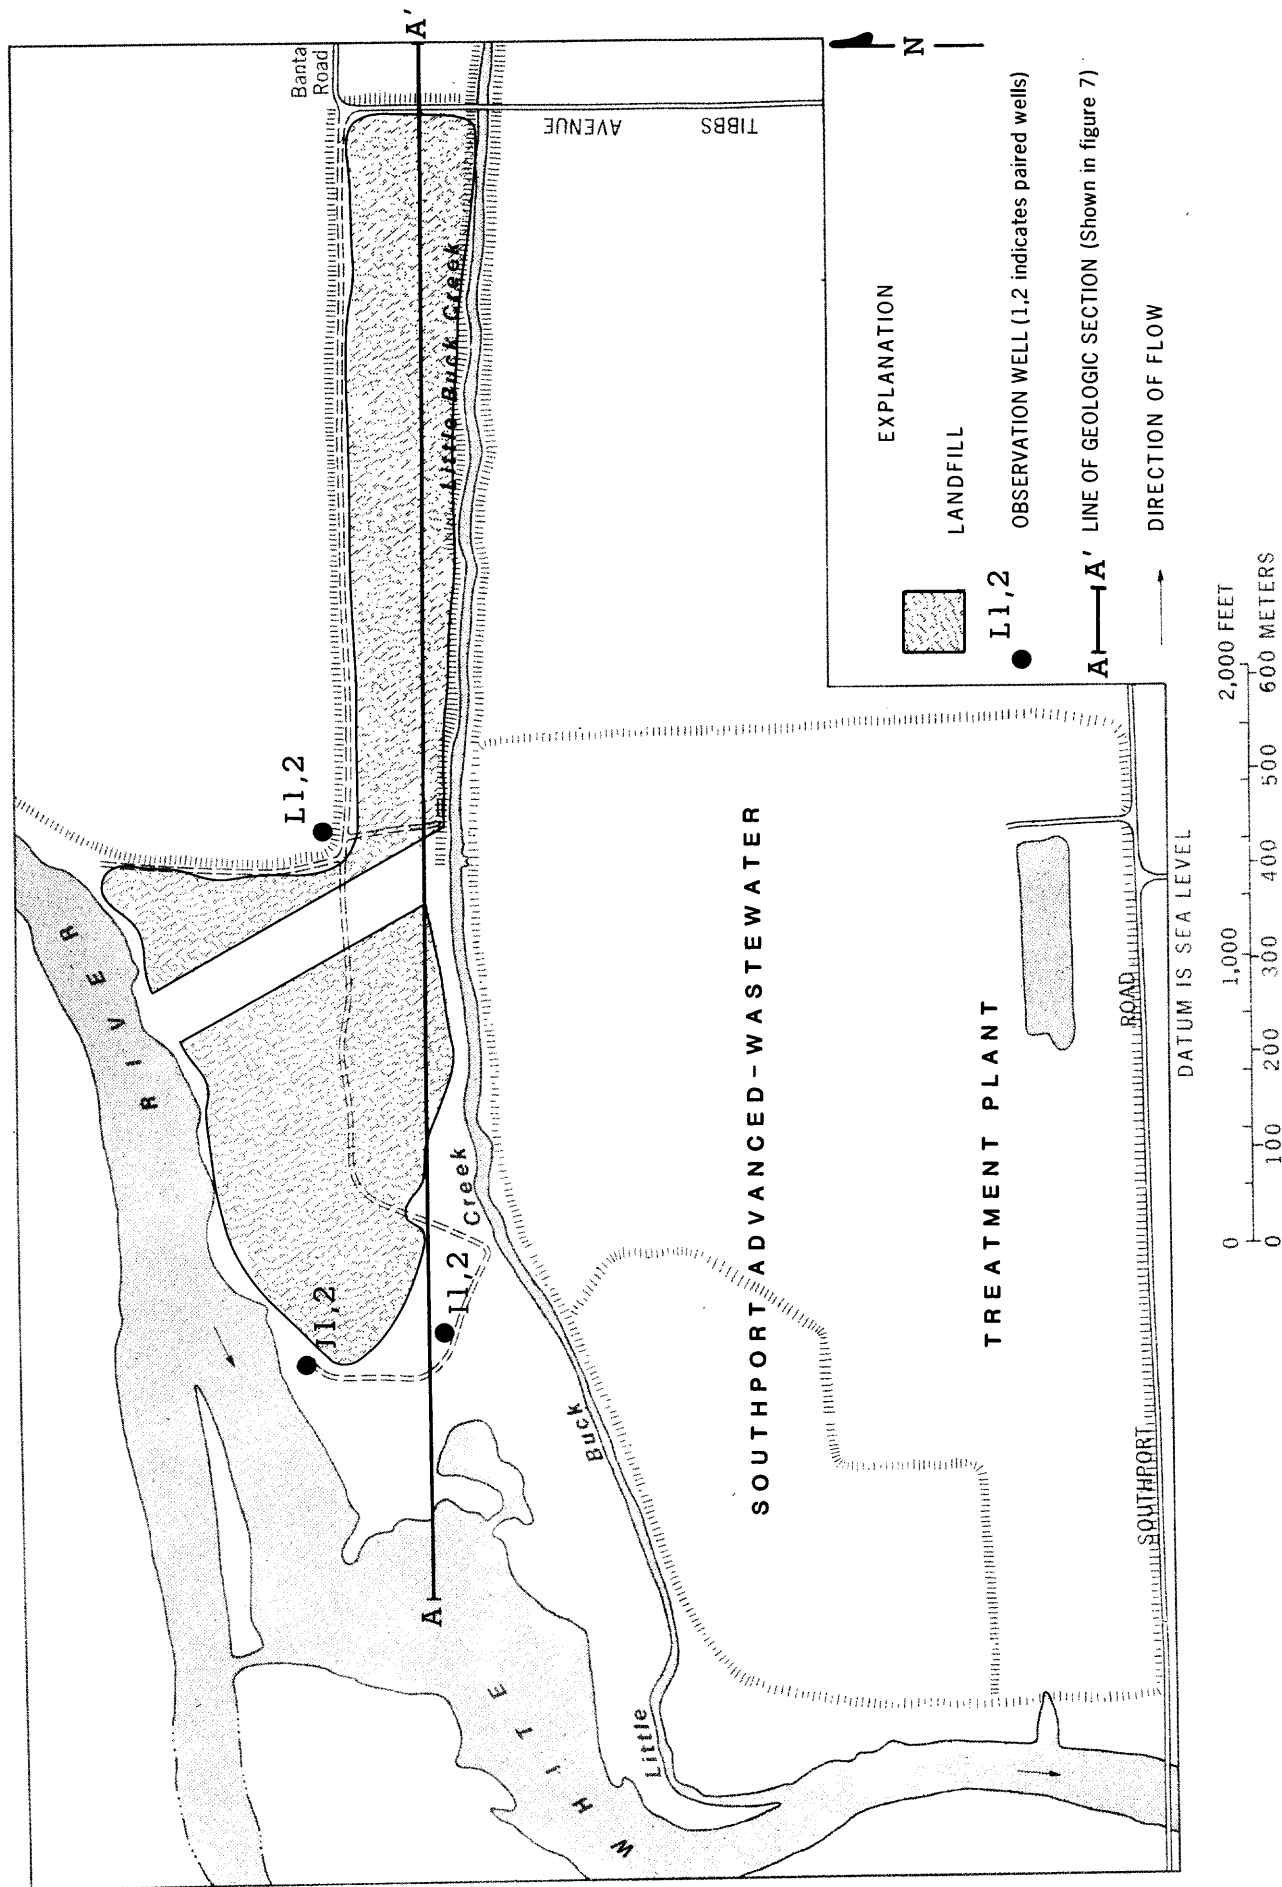 Banta
Road
A'
N
TIBBS
AVENUE
Little Buck Creek
L1,2
RIVER
J1,2
I1,2
Creek
Buck
Little
A
WHITE
SOUTHPORT ADVANCED-WASTEWATER
TREATMENT PLANT
SOUTHPORT
ROAD
EXPLANATION
LANDFILL
L1,2
OBSERVATION WELL (1,2 indicates paired wells)
A A' LINE OF GEOLOGIC SECTION (Shown in figure 7)
DIRECTION OF FLOW
DATUM IS SEA LEVEL
0 1,000 2,000 FEET
0 100 200 300 400 500 600 METERS